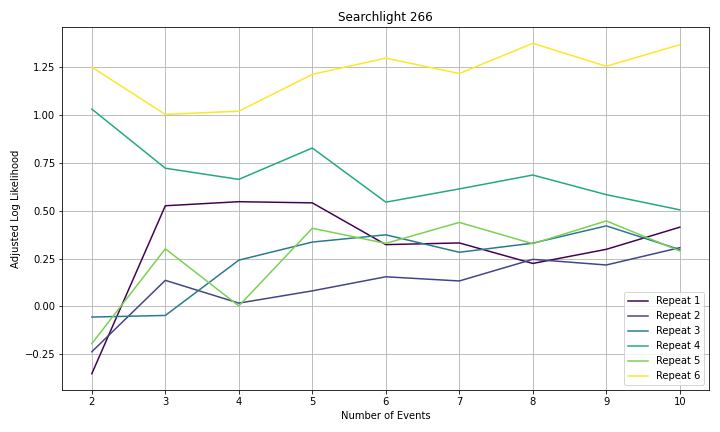 Searchlight 266
Adjusted Log Likelihood
1.25
1.00
0.75
0.50
0.25
0.00
−0.25
2 3 4 5 6 7 8 9 10
Number of Events
Repeat 1
Repeat 2
Repeat 3
Repeat 4
Repeat 5
Repeat 6